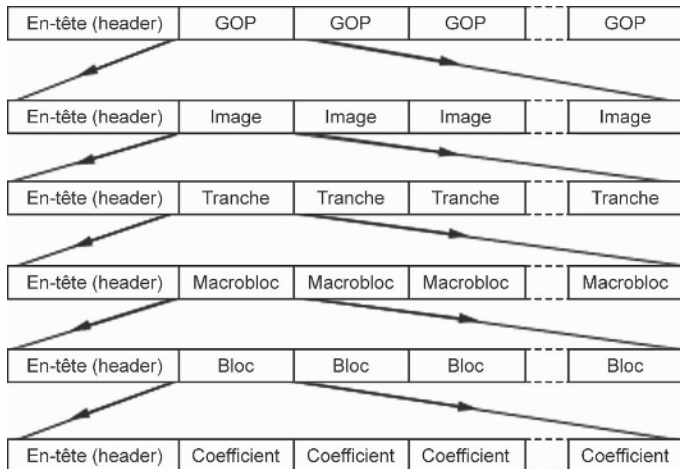 En-tête (header) GOP GOP GOP GOP
En-tête (header) Image Image Image Image
En-tête (header) Tranche Tranche Tranche Tranche
En-tête (header) Macrobloc Macrobloc Macrobloc Macrobloc
En-tête (header) Bloc Bloc Bloc Bloc
En-tête (header) Coefficient Coefficient Coefficient Coefficient